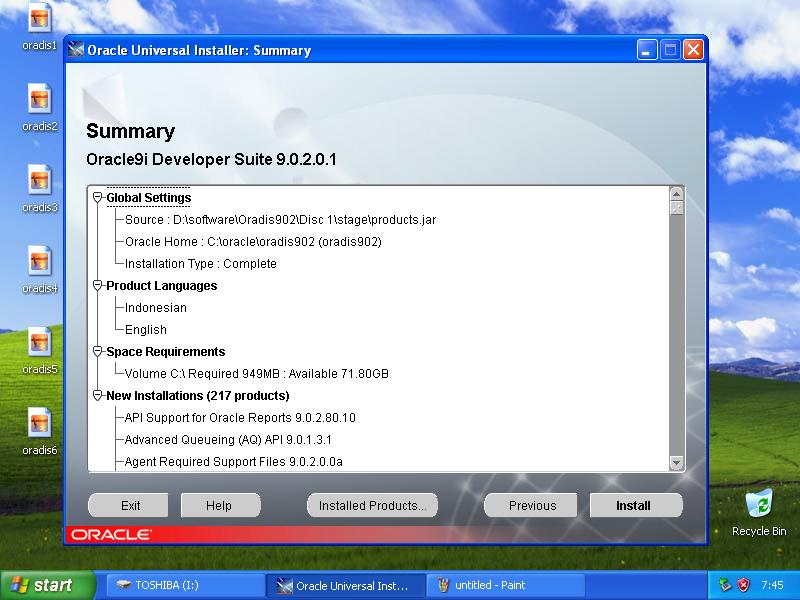 oradis1
oradis2
oradis3
oradis4
oradis5
oradis6
Oracle Universal Installer: Summary
Summary
Oracle9i Developer Suite 9.0.2.0.1
Global Settings
Source : D:\software\Oradis902\Disc 1\stage\products.jar
Oracle Home : C:\oracle\oradis902 (oradis902)
Installation Type : Complete
Product Languages
Indonesian
English
Space Requirements
Volume C:\ Required 949MB : Available 71.80GB
New Installations (217 products)
API Support for Oracle Reports 9.0.2.80.10
Advanced Queueing (AQ) API 9.0.1.3.1
Agent Required Support Files 9.0.2.0.0a
Exit Help Installed Products... Previous Install
ORACLE
Recycle Bin
start TOSHIBA (I:) Oracle Universal Inst... untitled - Paint 7:45